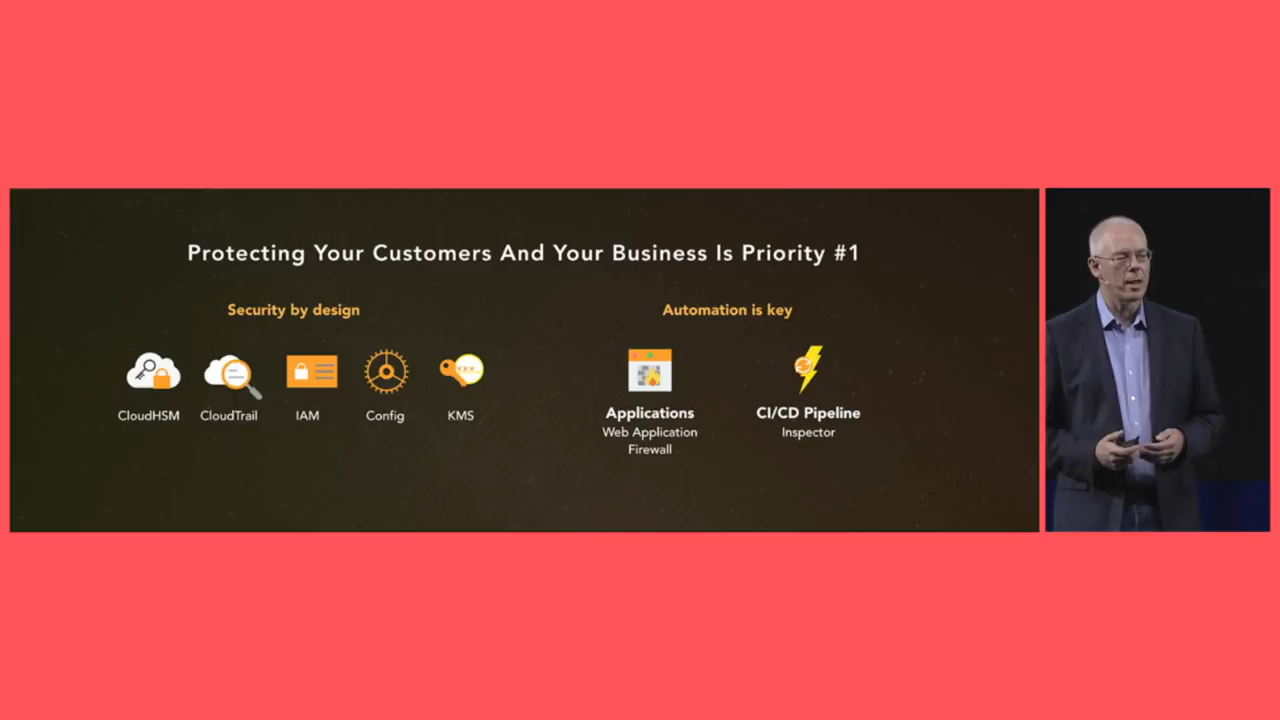 Protecting Your Customers And Your Business Is Priority #1
Security by design
Automation is key
CloudHSM
CloudTrail
IAM
Config
KMS
Applications
Web Application
Firewall
CI/CD Pipeline
Inspector